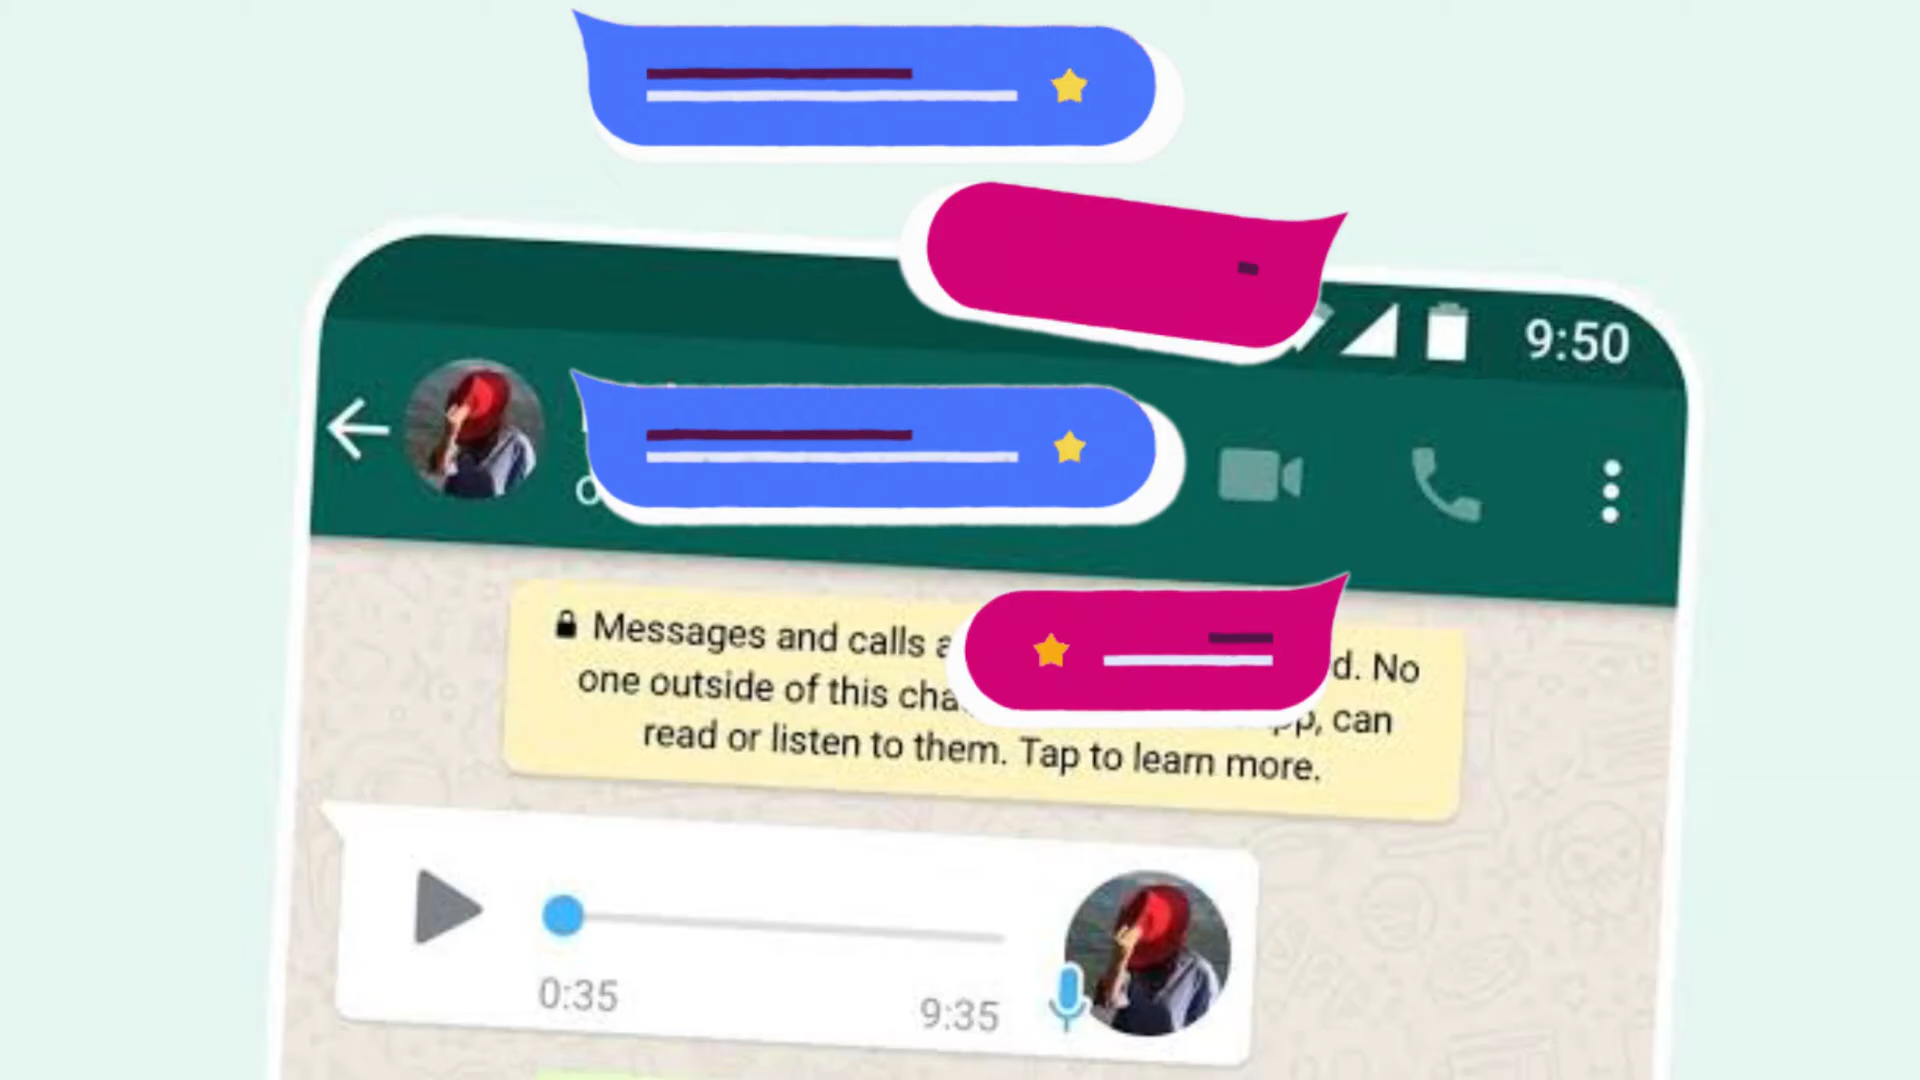 9:50
Messages and calls
d. No
one outside of this
can
read or listen to them. Tap to learn more.
0:35
9:35